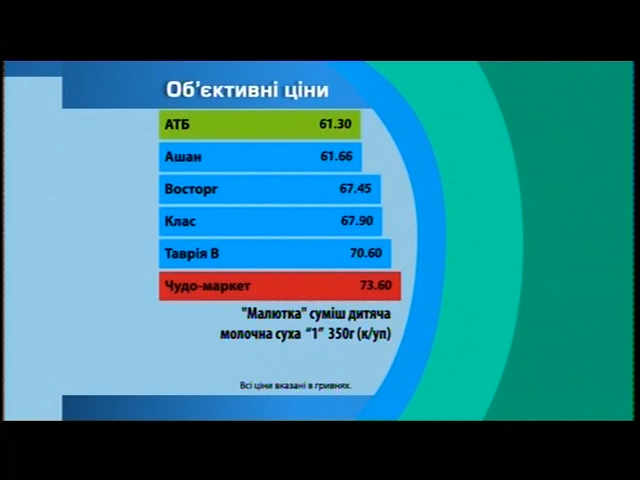 Об'єктивні ціни
АТБ 61.30
Ашан 61.66
Восторг 67.45
Клас 67.90
Таврія В 70.60
Чудо-маркет 73.60
"Малютка" суміш дитяча
молочна суха “1” 350г (к/уп)
Всі ціни вказані в гривнях.